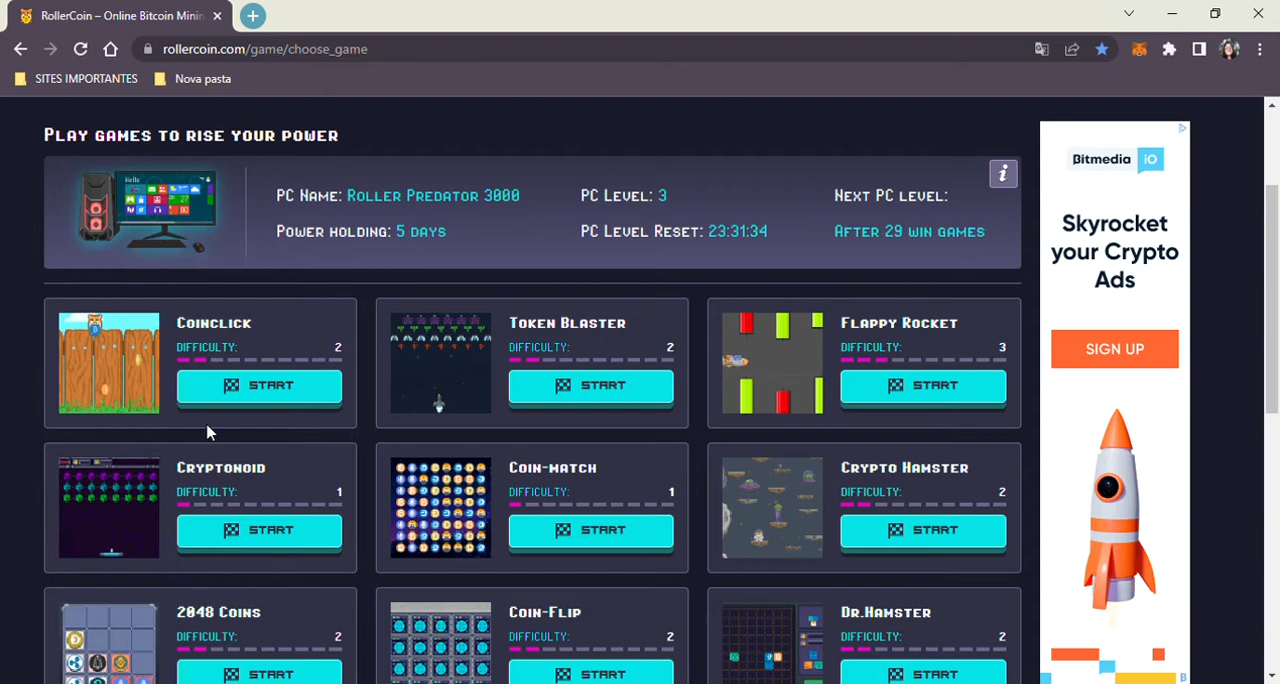 RollerCoin – Online Bitcoin Minin
rollercoin.com/game/choose_game
SITES IMPORTANTES
Nova pasta
Play games to rise your power
PC Name: Roller Predator 3000
PC Level: 3
Next PC level:
Power holding: 5 days
PC Level Reset: 23:31:34
After 29 win games
Coinclick
Difficulty: 2
START
Token Blaster
Difficulty: 2
START
Flappy Rocket
Difficulty: 3
START
Cryptonoid
Difficulty: 1
START
Coin-match
Difficulty: 1
START
Crypto Hamster
Difficulty: 2
START
2048 Coins
Difficulty: 2
START
Coin-Flip
Difficulty: 2
START
Dr.Hamster
Difficulty: 2
START
Bitmedia iO
Skyrocket
your Crypto
Ads
SIGN UP